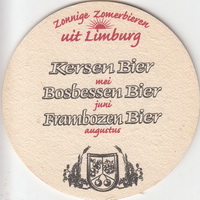 Zonnige Zomerbieren
uit Limburg
Kersen Bier
mei
Bosbessen Bier
juni
Frambozen Bier
augustus